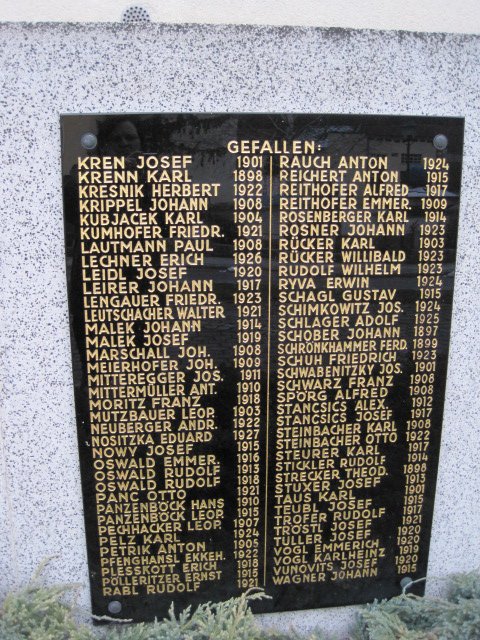 GEFALLEN:
KREN JOSEF 1901
KRENN KARL 1898
KRESNIK HERBERT 1922
KRIPPEL JOHANN 1908
KUBJACEK KARL 1904
KUMHOFER FRIEDR. 1921
LAUTMANN PAUL 1908
LECHNER ERICH 1926
LEIDL JOSEF 1920
LEIRER JOHANN 1917
LENGAUER FRIEDR. 1923
LEUTSCHACHER WALTER 1921
MALEK JOHANN 1914
MALEK JOSEF 1919
MARSCHALL JOH. 1908
MEIERHOFER JOH. 1919
MITTEREGGER JOS. 1911
MITTERMÜLLER ANT. 1910
MORITZ FRANZ 1918
MUTZBAUER LEOP. 1903
NEUBERGER ANDR. 1922
NOSITZKA EDUARD 1927
NOWY JOSEF 1915
OSWALD EMMER. 1916
OSWALD RUDOLF 1913
OSWALD RUDOLF 1918
PANC OTTO 1921
PANZENBÖCK HANS 1910
PANZENBÖCK LEOP. 1915
PECHHACKER LEOP. 1907
PELZ KARL 1924
PETRIK ANTON 1901
PFENGHANSL EKKEH. 1922
PLESSKOTL ERICH 1918
PÖLLERITZER ERNST 1918
RABL RUDOLF 1921
RAUCH ANTON 1924
REICHERT ANTON 1915
REITHOFER ALFRED 1917
REITHOFER EMMER. 1909
ROSENBERGER KARL 1914
ROSNER JOHANN 1923
RÜCKER KARL 1903
RÜCKER WILLIBALD 1923
RUDOLF WILHELM 1923
RYVA ERWIN 1924
SCHAGL GUSTAV 1915
SCHIMKOWITZ JOS. 1924
SCHLAGER ADOLF 1925
SCHOBER JOHANN 1897
SCHRONKHAMMER FERD. 1899
SCHUH FRIEDRICH 1923
SCHWABENITZKY JOS. 1901
SCHWARZ FRANZ 1908
SPÖRG ALFRED 1908
STANCSICS ALEX. 1912
STANCSICS JOSEF 1917
STEINBACHER KARL 1908
STEINBACHER OTTO 1922
STEURER KARL 1917
STICKLER RUDOLF 1914
STRECKER THEOD. 1898
STUXER JOSEF 1913
TAUS KARL 1901
TEUBL JOSEF 1915
TROFER RUDOLF 1917
TRÖSTL JOSEF 1921
TULLER JOSEF 1920
VOGL EMMERICH 1920
VOGL KARLHEINZ 1919
VUNOVITS JOSEF 1920
WAGNER JOHANN 1915